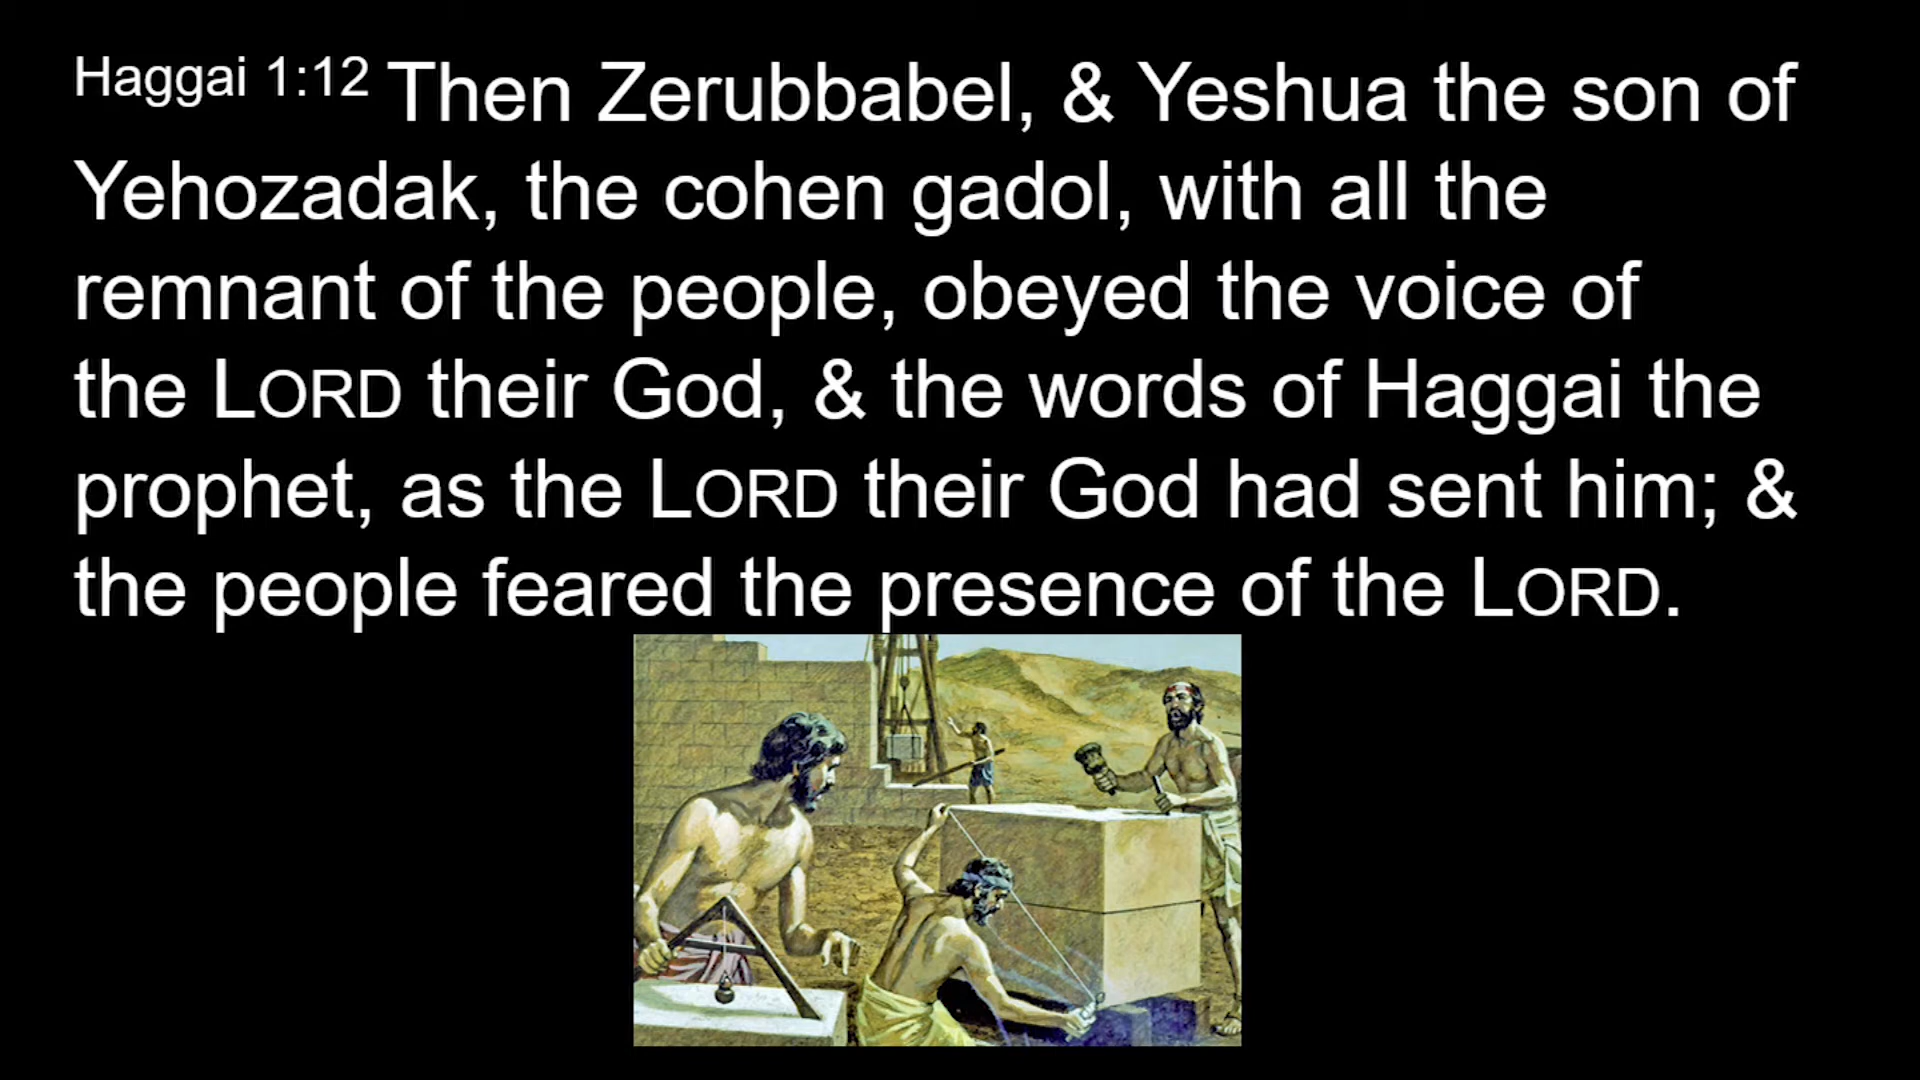 Haggai 1:12 Then Zerubbabel, & Yeshua the son of
Yehozadak, the cohen gadol, with all the
remnant of the people, obeyed the voice of
the LORD their God, & the words of Haggai the
prophet, as the LORD their God had sent him; &
the people feared the presence of the LORD.